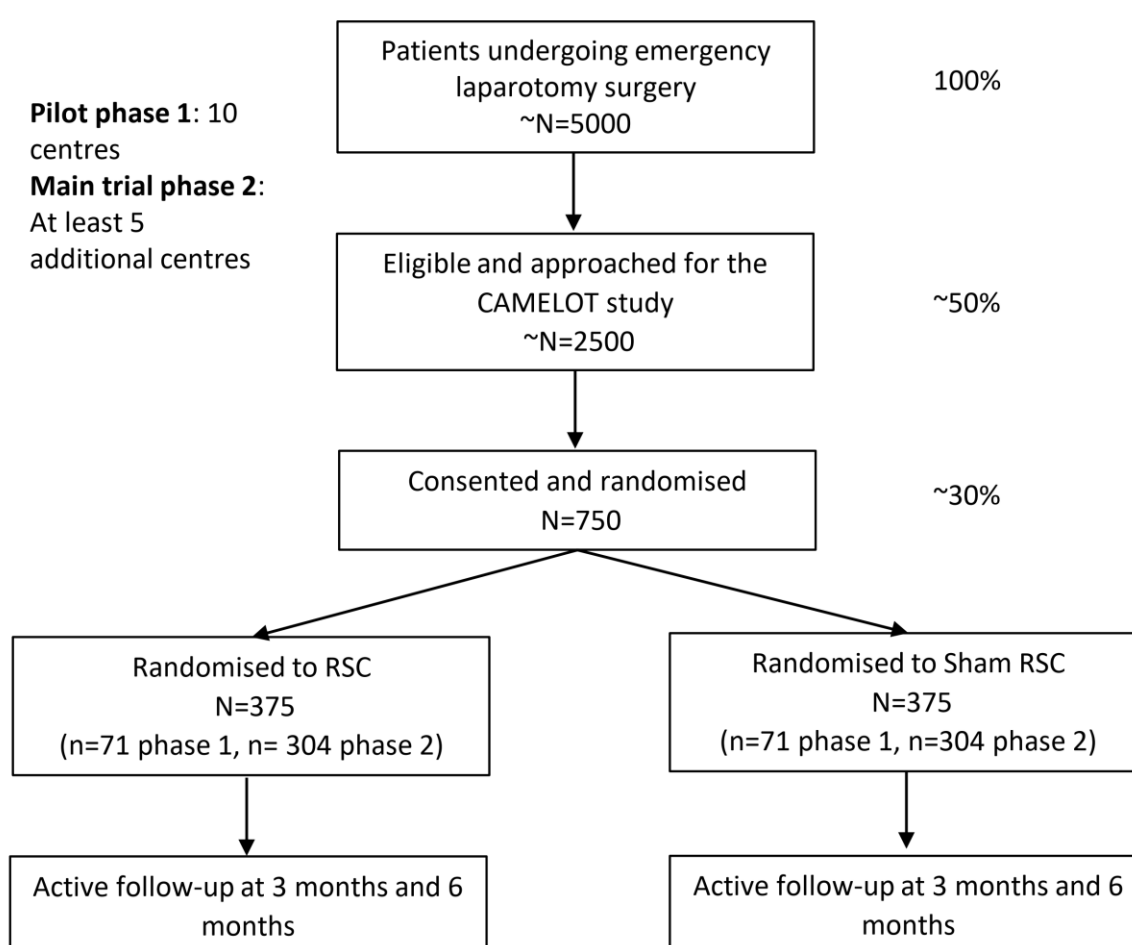 Patients undergoing emergency
laparotomy surgery
~N=5000
100%
Pilot phase 1: 10
centres
Main trial phase 2:
At least 5
additional centres
Eligible and approached for the
CAMELOT study
~N=2500
~50%
Consented and randomised
N=750
~30%
Randomised to RSC
N=375
(n=71 phase 1, n= 304 phase 2)
Randomised to Sham RSC
N=375
(n=71 phase 1, n=304 phase 2)
Active follow-up at 3 months and 6
months
Active follow-up at 3 months and 6
months